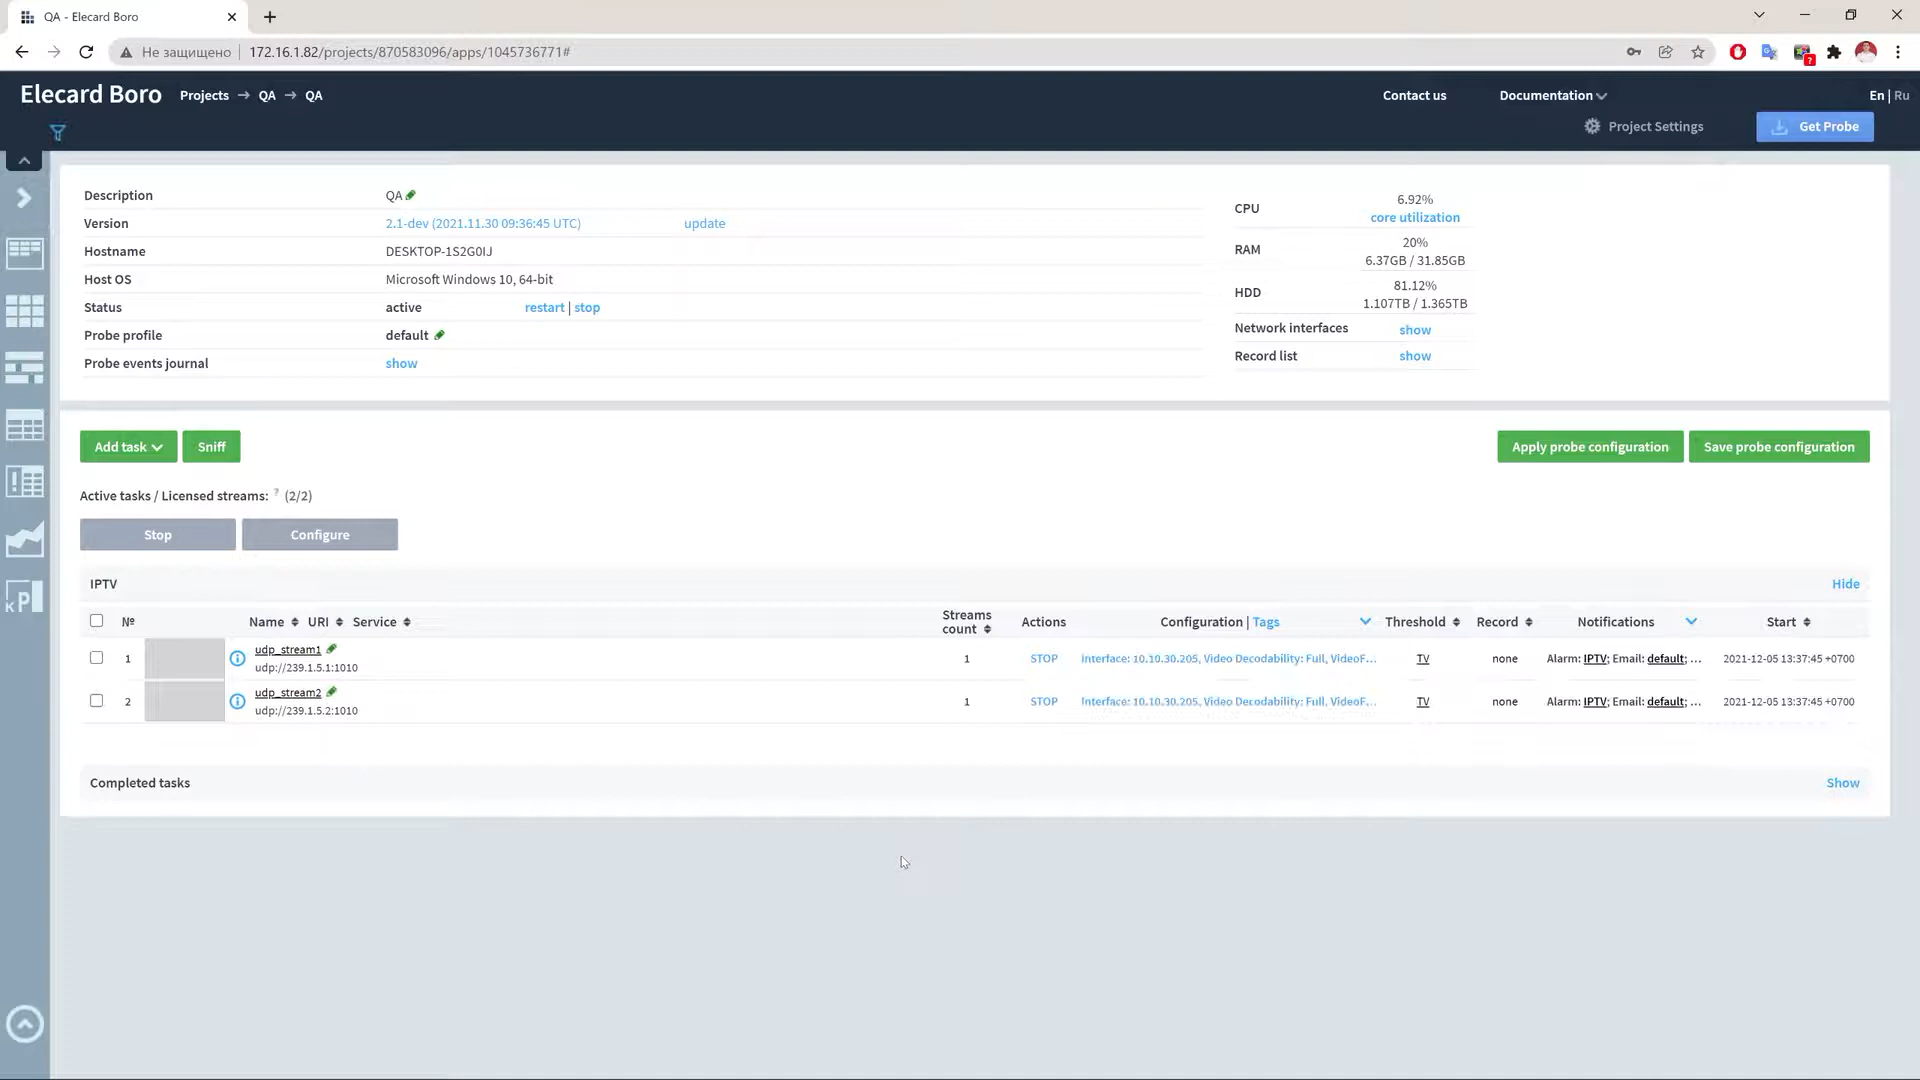 QA - Elecard Boro
Не защищено 172.16.1.82/projects/870583096/apps/1045736771#
Elecard Boro Projects → QA → QA Contact us Documentation En | Ru
Project Settings Get Probe
Description QA
Version 2.1-dev (2021.11.30 09:36:45 UTC) update
Hostname DESKTOP-1S2G0IJ
Host OS Microsoft Windows 10, 64-bit
Status active restart | stop
Probe profile default
Probe events journal show
CPU 6.92%
core utilization
RAM 20%
6.37GB / 31.85GB
HDD 81.12%
1.107TB / 1.365TB
Network interfaces show
Record list show
Add task Sniff Apply probe configuration Save probe configuration
Active tasks / Licensed streams: ? (2/2)
Stop Configure
IPTV Hide
№ Name URI Service Streams count Actions Configuration | Tags Threshold Record Notifications Start
1 udp_stream1 1 STOP Interface: 10.10.30.205, Video Decodability: Full, VideoF... TV none Alarm: IPTV; Email: default; ... 2021-12-05 13:37:45 +0700
udp://239.1.5.1:1010
2 udp_stream2 1 STOP Interface: 10.10.30.205, Video Decodability: Full, VideoF... TV none Alarm: IPTV; Email: default; ... 2021-12-05 13:37:45 +0700
udp://239.1.5.2:1010
Completed tasks Show
KPI